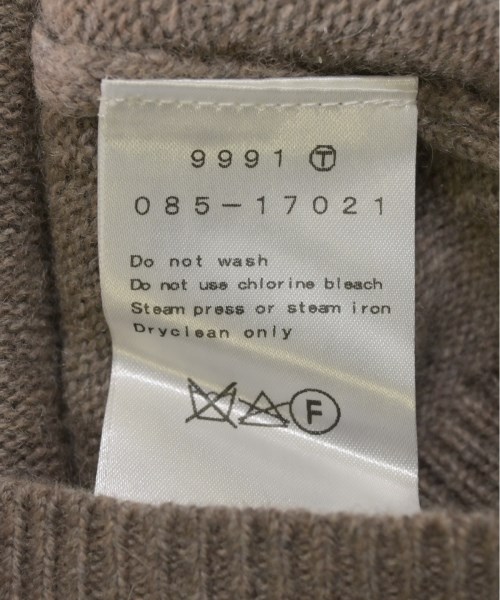 9991 Ⓣ
085-17021
Do not wash
Do not use chlorine bleach
Steam press or steam iron
Dryclean only
F